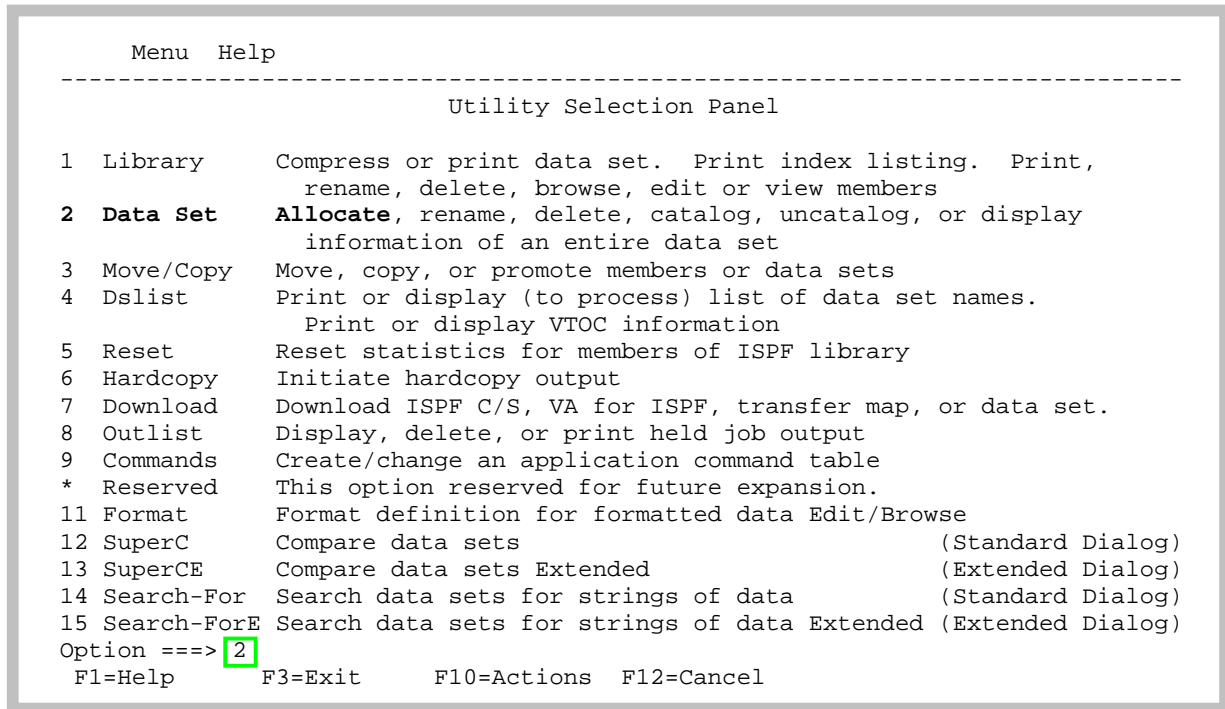 Menu  Help
------------------------------------------------------------------------------
Utility Selection Panel
1  Library     Compress or print data set.  Print index listing.  Print,
rename, delete, browse, edit or view members
2  Data Set    Allocate, rename, delete, catalog, uncatalog, or display
information of an entire data set
3  Move/Copy   Move, copy, or promote members or data sets
4  Dslist      Print or display (to process) list of data set names.
Print or display VTOC information
5  Reset       Reset statistics for members of ISPF library
6  Hardcopy    Initiate hardcopy output
7  Download    Download ISPF C/S, VA for ISPF, transfer map, or data set.
8  Outlist     Display, delete, or print held job output
9  Commands    Create/change an application command table
*  Reserved    This option reserved for future expansion.
11 Format      Format definition for formatted data Edit/Browse
12 SuperC      Compare data sets                             (Standard Dialog)
13 SuperCE     Compare data sets Extended                    (Extended Dialog)
14 Search-For  Search data sets for strings of data          (Standard Dialog)
15 Search-ForE Search data sets for strings of data Extended (Extended Dialog)
Option ===> 2
F1=Help      F3=Exit     F10=Actions  F12=Cancel